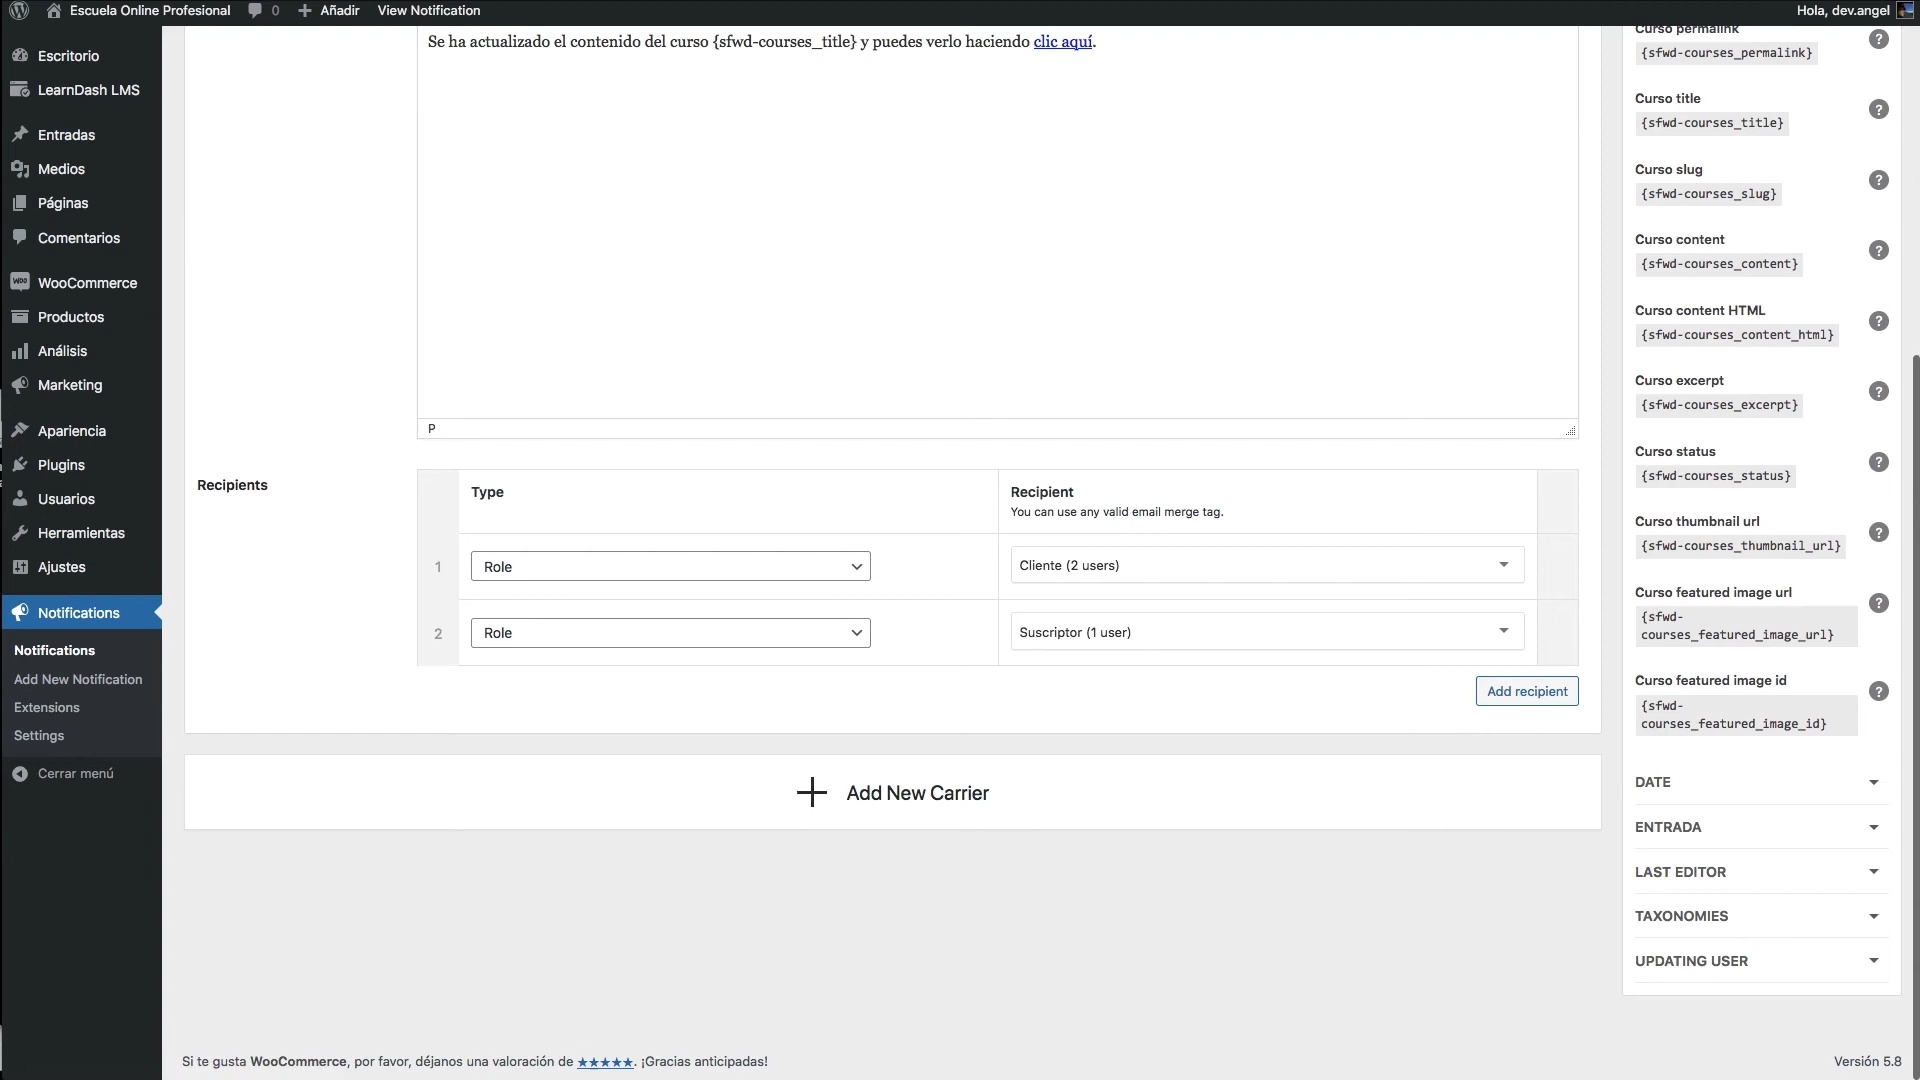 Escuela Online Profesional 0 Añadir View Notification Hola, dev.angel
Escritorio
LearnDash LMS
Entradas
Medios
Páginas
Comentarios
WooCommerce
Productos
Análisis
Marketing
Apariencia
Plugins
Usuarios
Herramientas
Ajustes
Notifications
Notifications
Add New Notification
Extensions
Settings
Cerrar menú
Se ha actualizado el contenido del curso {sfwd-courses_title} y puedes verlo haciendo clic aquí.
P
Recipients
Type
Recipient
You can use any valid email merge tag.
1 Role Cliente (2 users)
2 Role Suscriptor (1 user)
Add recipient
Add New Carrier
Curso permalink
{sfwd-courses_permalink}
Curso title
{sfwd-courses_title}
Curso slug
{sfwd-courses_slug}
Curso content
{sfwd-courses_content}
Curso content HTML
{sfwd-courses_content_html}
Curso excerpt
{sfwd-courses_excerpt}
Curso status
{sfwd-courses_status}
Curso thumbnail url
{sfwd-courses_thumbnail_url}
Curso featured image url
{sfwd-
courses_featured_image_url}
Curso featured image id
{sfwd-
courses_featured_image_id}
DATE
ENTRADA
LAST EDITOR
TAXONOMIES
UPDATING USER
Si te gusta WooCommerce, por favor, déjanos una valoración de ★★★★★. ¡Gracias anticipadas!
Versión 5.8